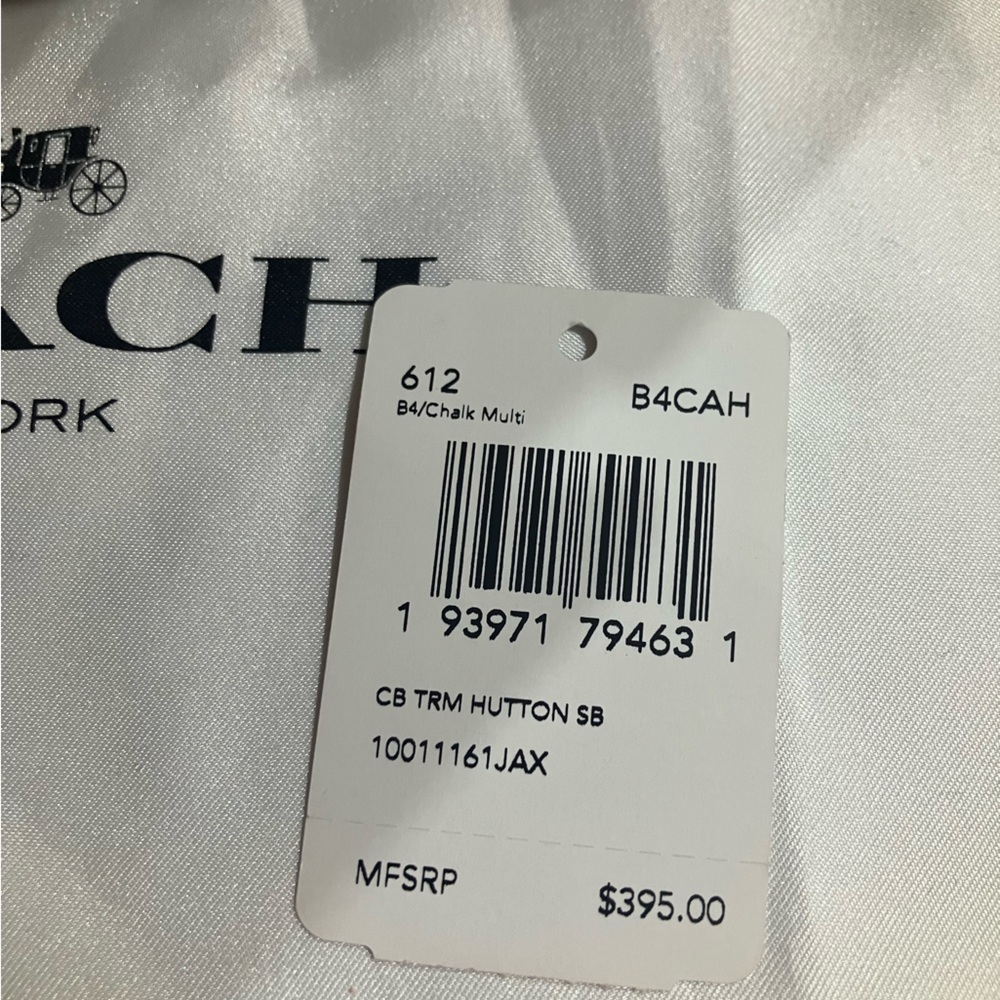 ACH
ORK
612
B4CAH
B4/Chalk Multi
1 93971 79463 1
CB TRM HUTTON SB
10011161JAX
MFSRP
$395.00